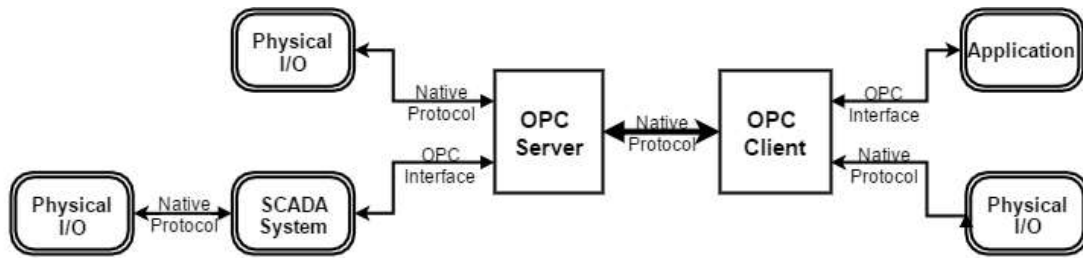 Physical
I/O
Native
Protocol
OPC
Server
Native
Protocol
OPC
Client
OPC
Interface
Application
Physical
I/O
Native
Protocol
SCADA
System
OPC
Interface
Native
Protocol
Physical
I/O